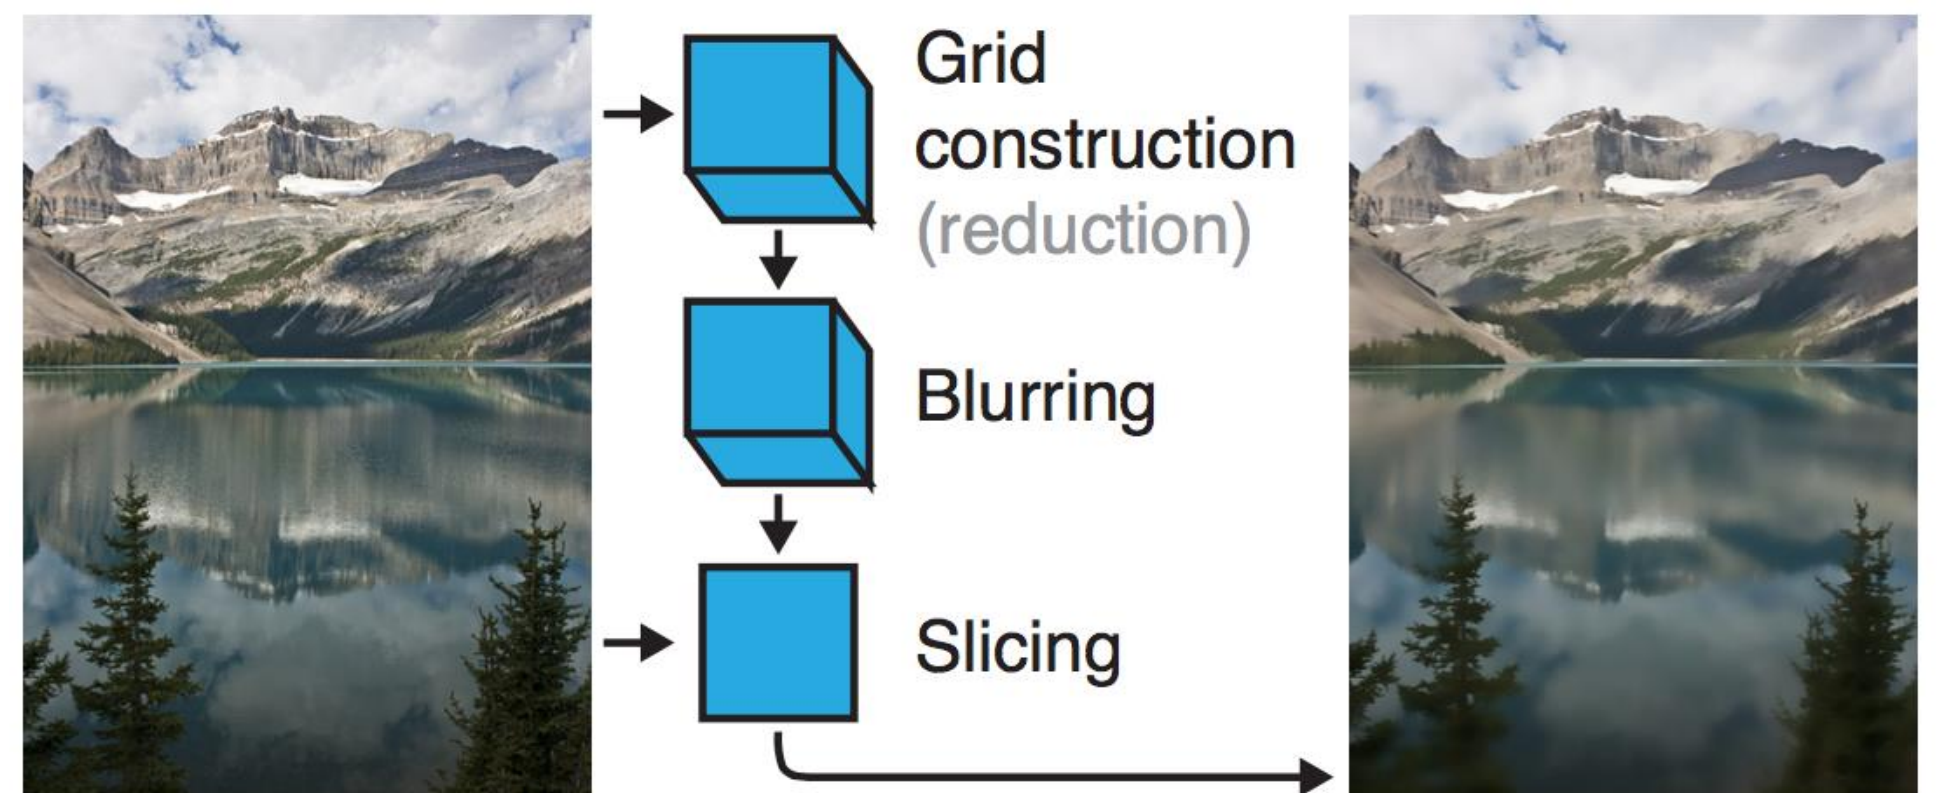 Grid
construction
(reduction)
Blurring
Slicing